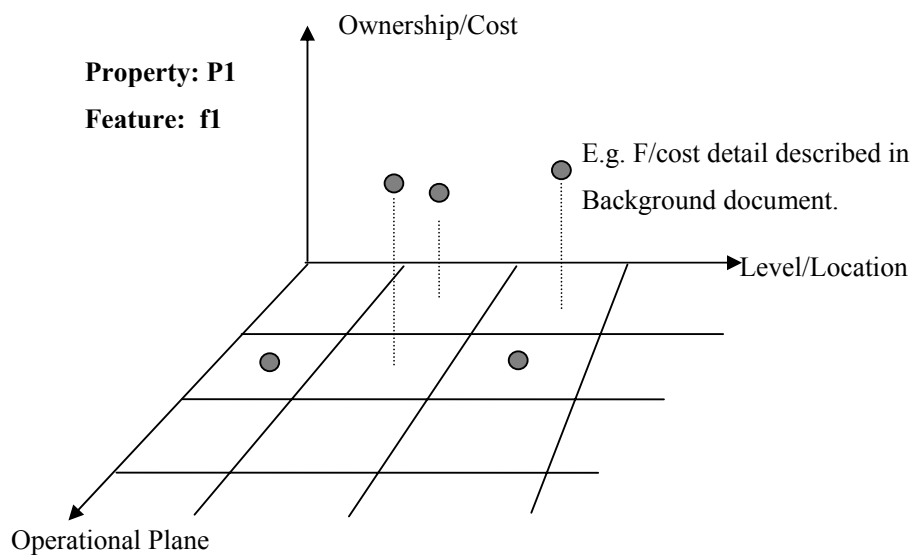 Ownership/Cost
Property: P1
Feature: f1
E.g. F/cost detail described in
Background document.
Level/Location
Operational Plane